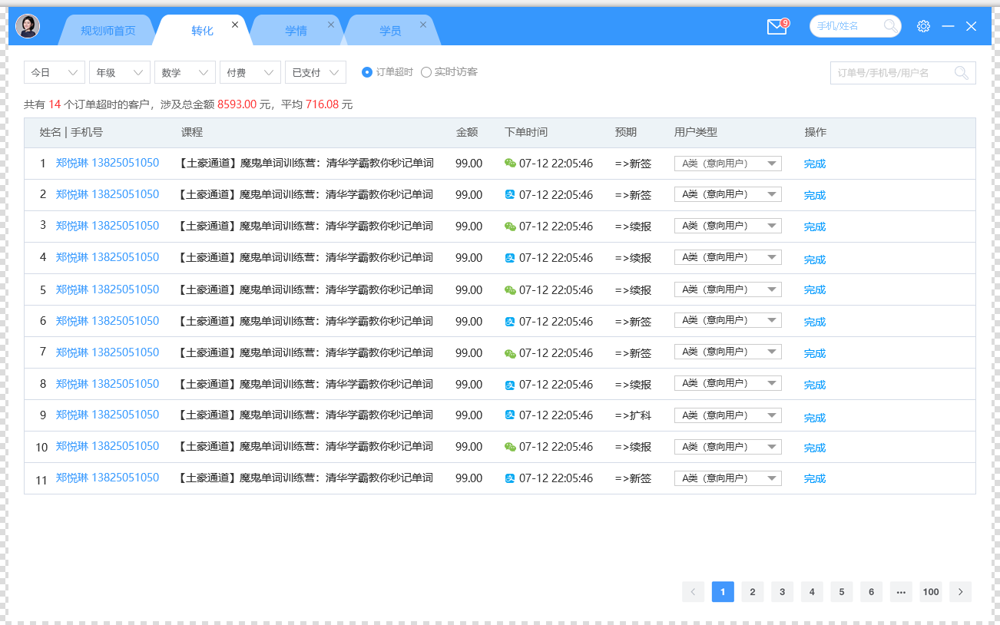 规划师首页 转化 学情 学员 9 手机/姓名
今日 年级 数学 付费 已支付 订单超时 实时访客 订单号/手机号/用户名
共有 14 个订单超时的客户，涉及总金额 8593.00 元，平均 716.08 元
姓名 | 手机号 课程 金额 下单时间 预期 用户类型 操作
1 郑悦琳 13825051050 【土豪通道】魔鬼单词训练营：清华学霸教你秒记单词 99.00 07-12 22:05:46 =>新签 A类（意向用户） 完成
2 郑悦琳 13825051050 【土豪通道】魔鬼单词训练营：清华学霸教你秒记单词 99.00 支 07-12 22:05:46 =>新签 A类（意向用户） 完成
3 郑悦琳 13825051050 【土豪通道】魔鬼单词训练营：清华学霸教你秒记单词 99.00 07-12 22:05:46 =>续报 A类（意向用户） 完成
4 郑悦琳 13825051050 【土豪通道】魔鬼单词训练营：清华学霸教你秒记单词 99.00 支 07-12 22:05:46 =>续报 A类（意向用户） 完成
5 郑悦琳 13825051050 【土豪通道】魔鬼单词训练营：清华学霸教你秒记单词 99.00 07-12 22:05:46 =>续报 A类（意向用户） 完成
6 郑悦琳 13825051050 【土豪通道】魔鬼单词训练营：清华学霸教你秒记单词 99.00 支 07-12 22:05:46 =>新签 A类（意向用户） 完成
7 郑悦琳 13825051050 【土豪通道】魔鬼单词训练营：清华学霸教你秒记单词 99.00 07-12 22:05:46 =>新签 A类（意向用户） 完成
8 郑悦琳 13825051050 【土豪通道】魔鬼单词训练营：清华学霸教你秒记单词 99.00 支 07-12 22:05:46 =>续报 A类（意向用户） 完成
9 郑悦琳 13825051050 【土豪通道】魔鬼单词训练营：清华学霸教你秒记单词 99.00 支 07-12 22:05:46 =>扩科 A类（意向用户） 完成
10 郑悦琳 13825051050 【土豪通道】魔鬼单词训练营：清华学霸教你秒记单词 99.00 07-12 22:05:46 =>续报 A类（意向用户） 完成
11 郑悦琳 13825051050 【土豪通道】魔鬼单词训练营：清华学霸教你秒记单词 99.00 支 07-12 22:05:46 =>新签 A类（意向用户） 完成
1 2 3 4 5 6 ••• 100